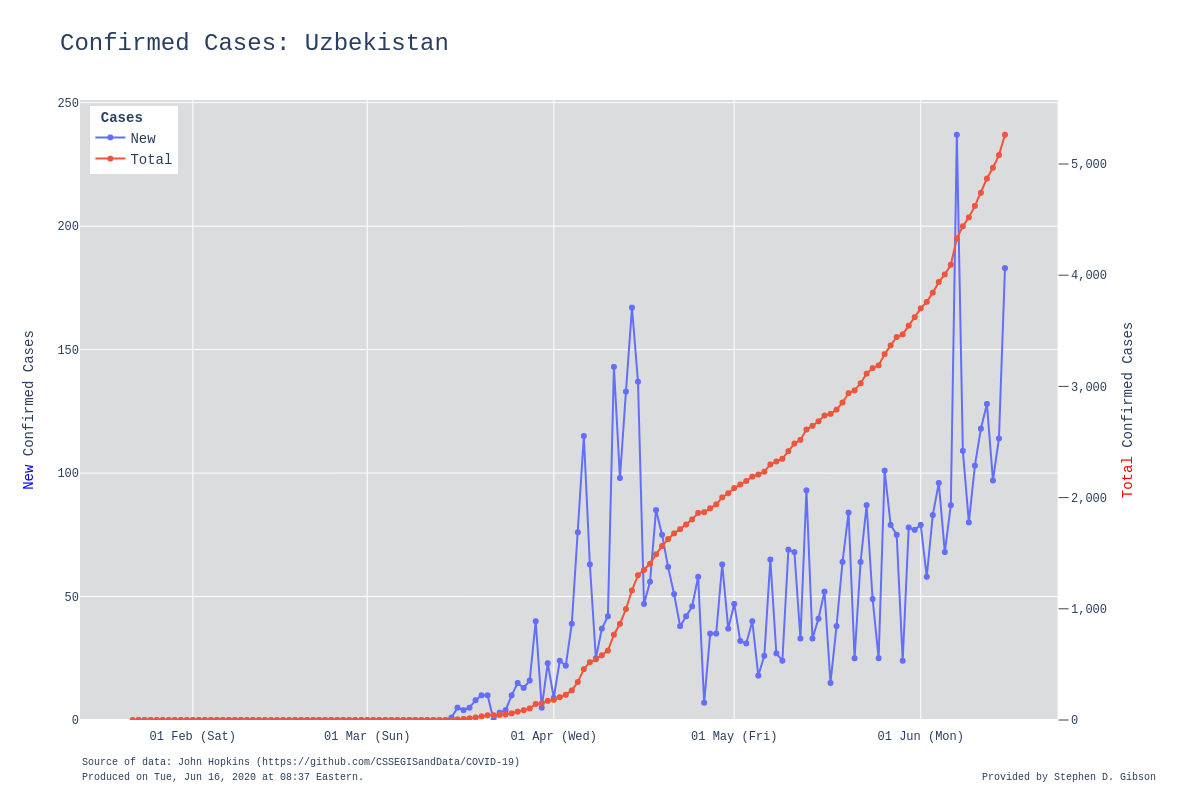 Confirmed Cases: Uzbekistan
Cases
New
Total
250
200
150
100
50
0
5,000
4,000
3,000
2,000
1,000
0
New Confirmed Cases
Total Confirmed Cases
01 Feb (Sat)
01 Mar (Sun)
01 Apr (Wed)
01 May (Fri)
01 Jun (Mon)
Source of data: John Hopkins (https://github.com/CSSEGISandData/COVID-19)
Produced on Tue, Jun 16, 2020 at 08:37 Eastern.
Provided by Stephen D. Gibson